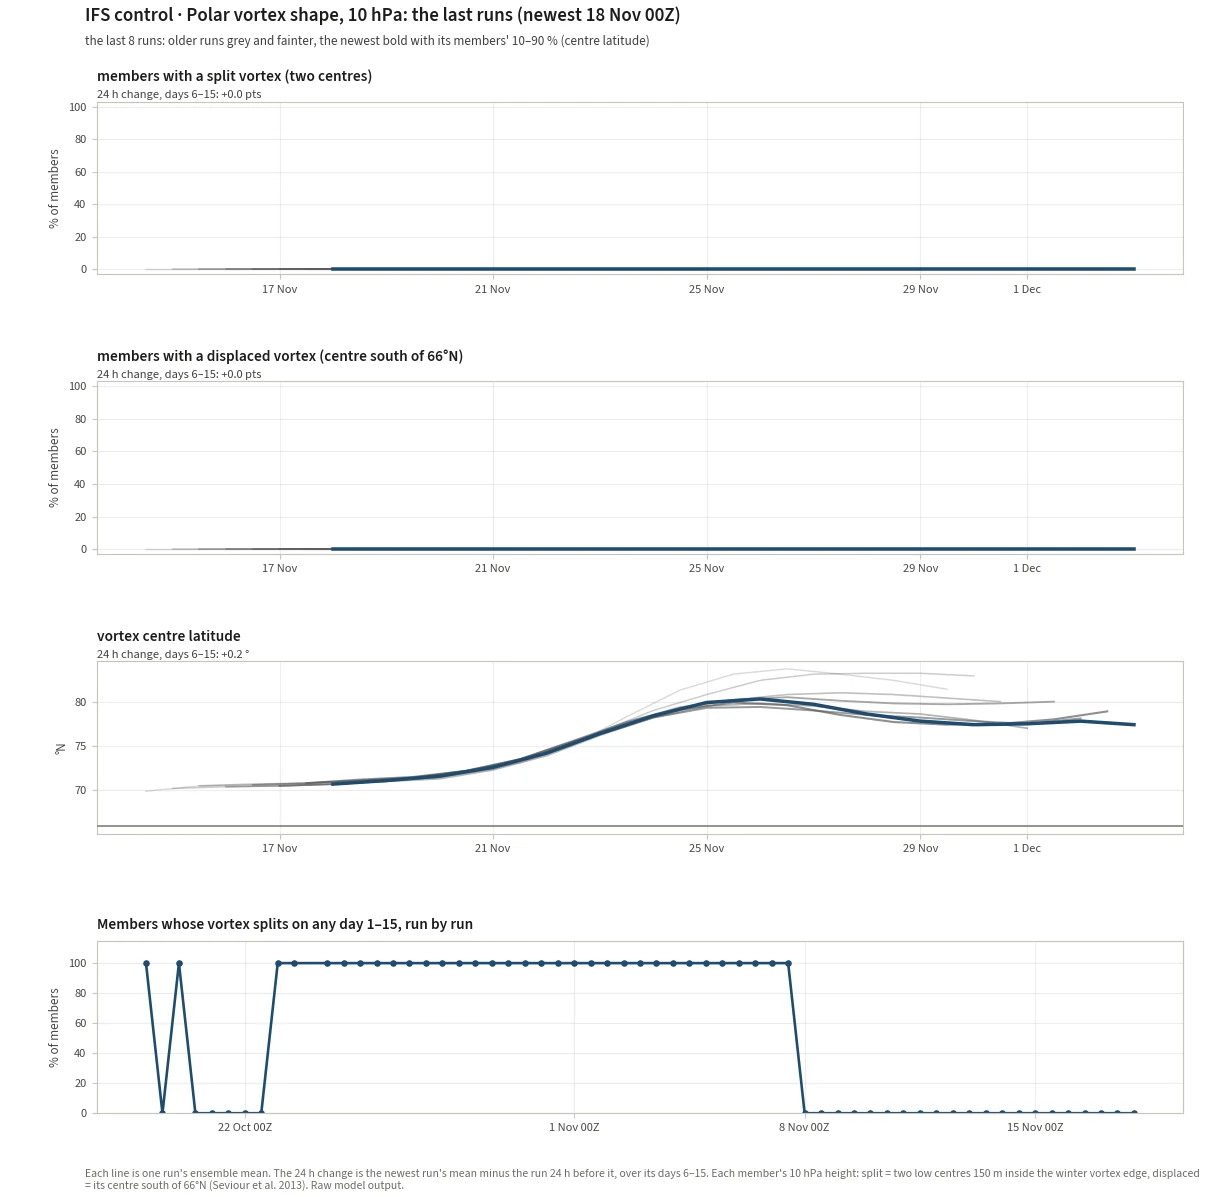 IFS control · Polar vortex shape, 10 hPa: the last runs (newest 18 Nov 00Z)
the last 8 runs: older runs grey and fainter, the newest bold with its members' 10–90 % (centre latitude)
members with a split vortex (two centres)
24 h change, days 6–15: +0.0 pts
% of members
100
80
60
40
20
0
17 Nov
21 Nov
25 Nov
29 Nov
1 Dec
members with a displaced vortex (centre south of 66°N)
24 h change, days 6–15: +0.0 pts
% of members
100
80
60
40
20
0
17 Nov
21 Nov
25 Nov
29 Nov
1 Dec
vortex centre latitude
24 h change, days 6–15: +0.2 °
°N
80
75
70
17 Nov
21 Nov
25 Nov
29 Nov
1 Dec
Members whose vortex splits on any day 1–15, run by run
% of members
100
80
60
40
20
0
22 Oct 00Z
1 Nov 00Z
8 Nov 00Z
15 Nov 00Z
Each line is one run's ensemble mean. The 24 h change is the newest run's mean minus the run 24 h before it, over its days 6–15. Each member's 10 hPa height: split = two low centres 150 m inside the winter vortex edge, displaced
= its centre south of 66°N (Seviour et al. 2013). Raw model output.